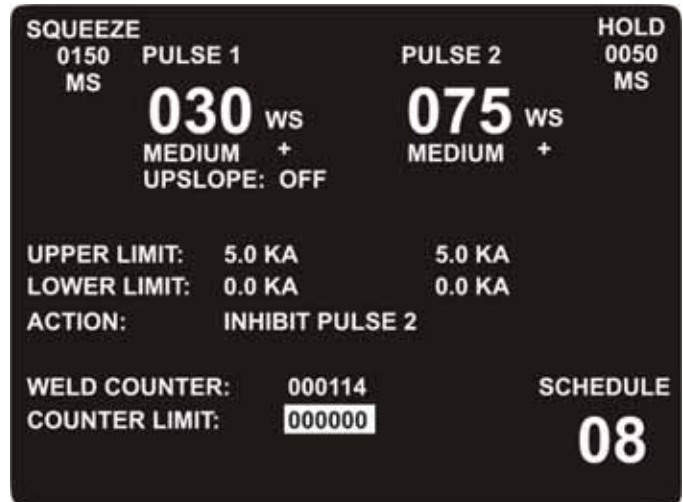 SQUEEZE HOLD
0150 PULSE 1 PULSE 2 0050
MS MS
030 WS 075 WS
MEDIUM + MEDIUM +
UPSLOPE: OFF
UPPER LIMIT: 5.0 KA 5.0 KA
LOWER LIMIT: 0.0 KA 0.0 KA
ACTION: INHIBIT PULSE 2
WELD COUNTER: 000114 SCHEDULE
COUNTER LIMIT: 000000
08